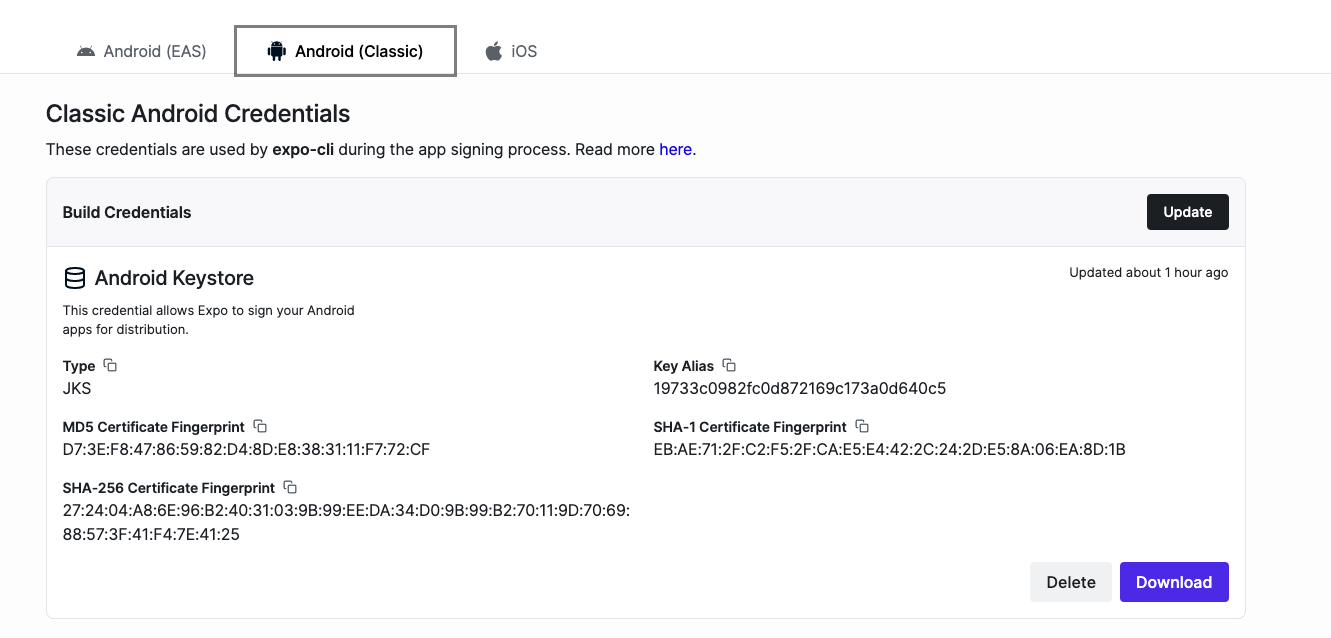 Android (EAS)
Android (Classic)
iOS
Classic Android Credentials
These credentials are used by expo-cli during the app signing process. Read more here.
Build Credentials
Update
Android Keystore
Updated about 1 hour ago
This credential allows Expo to sign your Android
apps for distribution.
Type
JKS
Key Alias
19733c0982fc0d872169c173a0d640c5
MD5 Certificate Fingerprint
D7:3E:F8:47:86:59:82:D4:8D:E8:38:31:11:F7:72:CF
SHA-1 Certificate Fingerprint
EB:AE:71:2F:C2:F5:2F:CA:E5:E4:42:2C:24:2D:E5:8A:06:EA:8D:1B
SHA-256 Certificate Fingerprint
27:24:04:A8:6E:96:B2:40:31:03:9B:99:EE:DA:34:D0:9B:99:B2:70:11:9D:70:69:
88:57:3F:41:F4:7E:41:25
Delete
Download